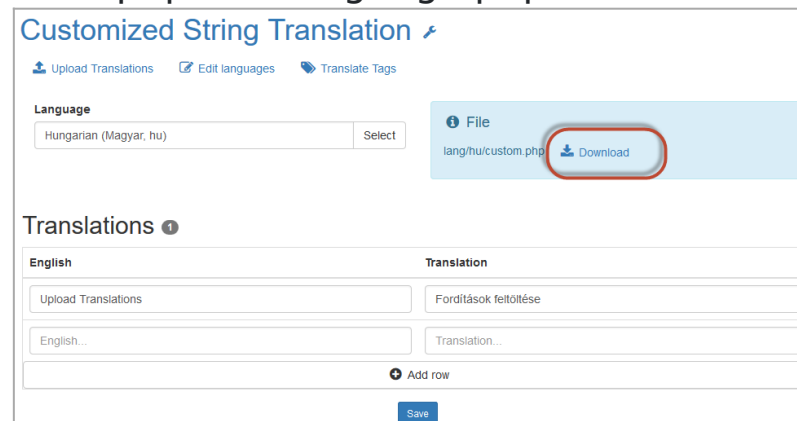 Customized String Translation
Upload Translations Edit languages Translate Tags
Language
Hungarian (Magyar, hu) Select
File
lang/hu/custom.php Download
Translations 1
English Translation
Upload Translations Fordítások feltöltése
English... Translation...
Add row
Save